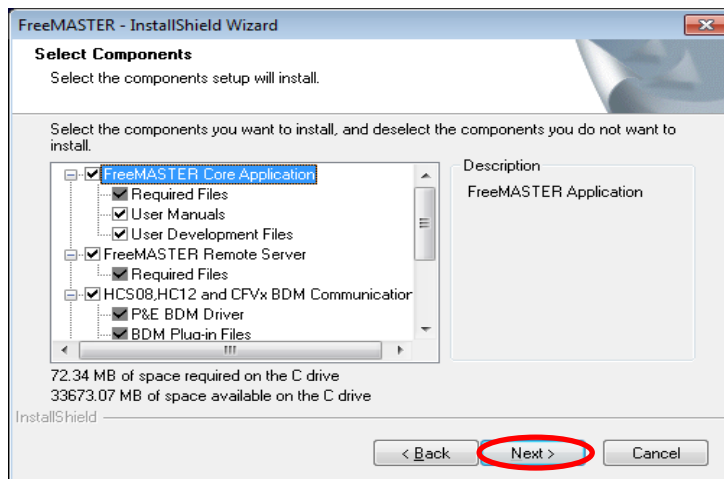 FreeMASTER - InstallShield Wizard
Select Components
Select the components setup will install.
Select the components you want to install, and deselect the components you do not want to
install.
FreeMASTER Core Application
Required Files
User Manuals
User Development Files
FreeMASTER Remote Server
Required Files
HCS08,HC12 and CFVx BDM Communication
P&E BDM Driver
BDM Plug-in Files
Description
FreeMASTER Application
72.34 MB of space required on the C drive
33673.07 MB of space available on the C drive
InstallShield
< Back
Next >
Cancel